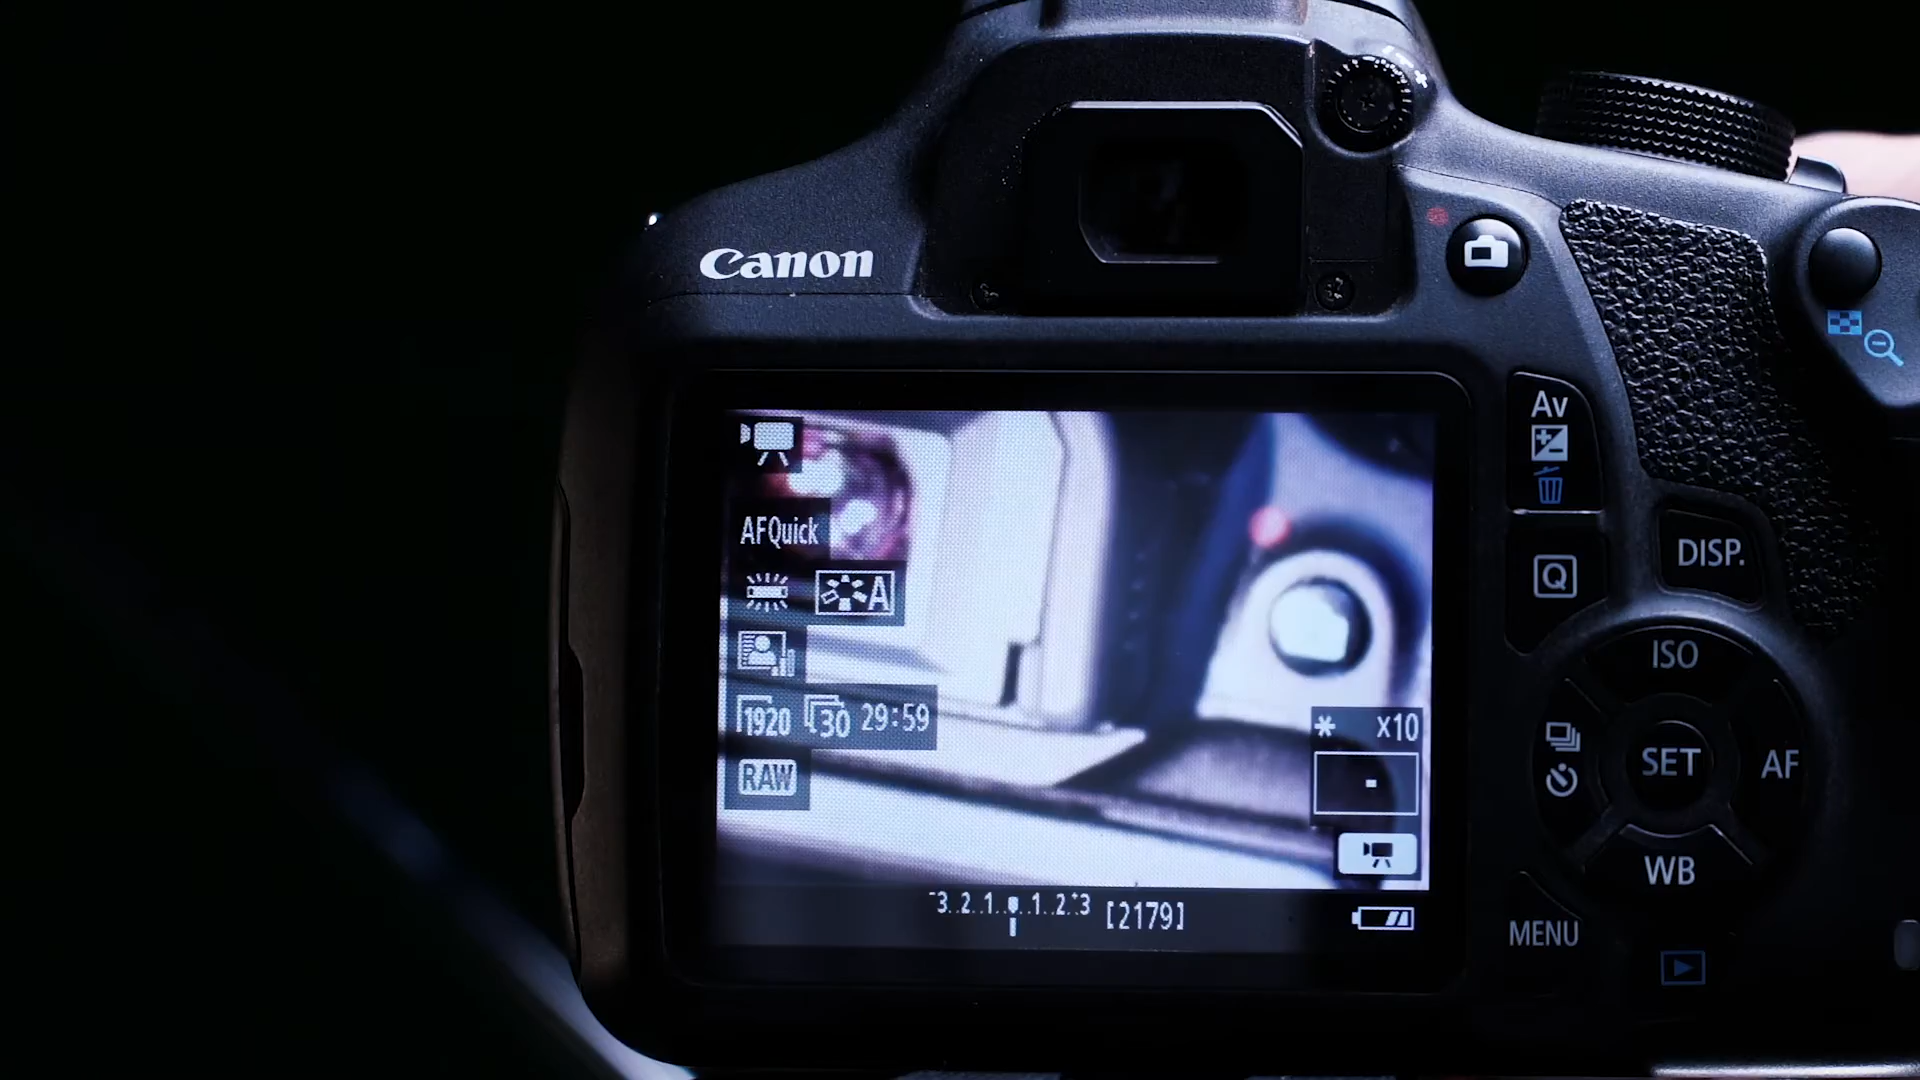 Canon
AFQuick
A
1920 30 29:59
RAW
* x10
-3..2..1..0..1..2..+3 [2179]
Av
Q
DISP.
ISO
SET
AF
WB
MENU